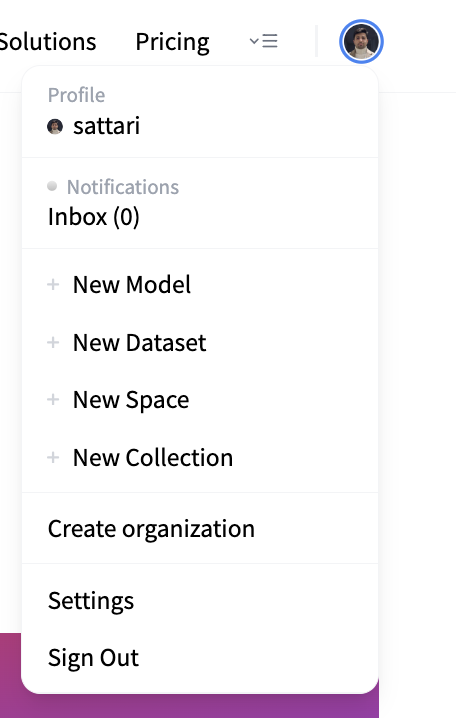 Solutions Pricing
Profile
sattari
Notifications
Inbox (0)
+ New Model
+ New Dataset
+ New Space
+ New Collection
Create organization
Settings
Sign Out